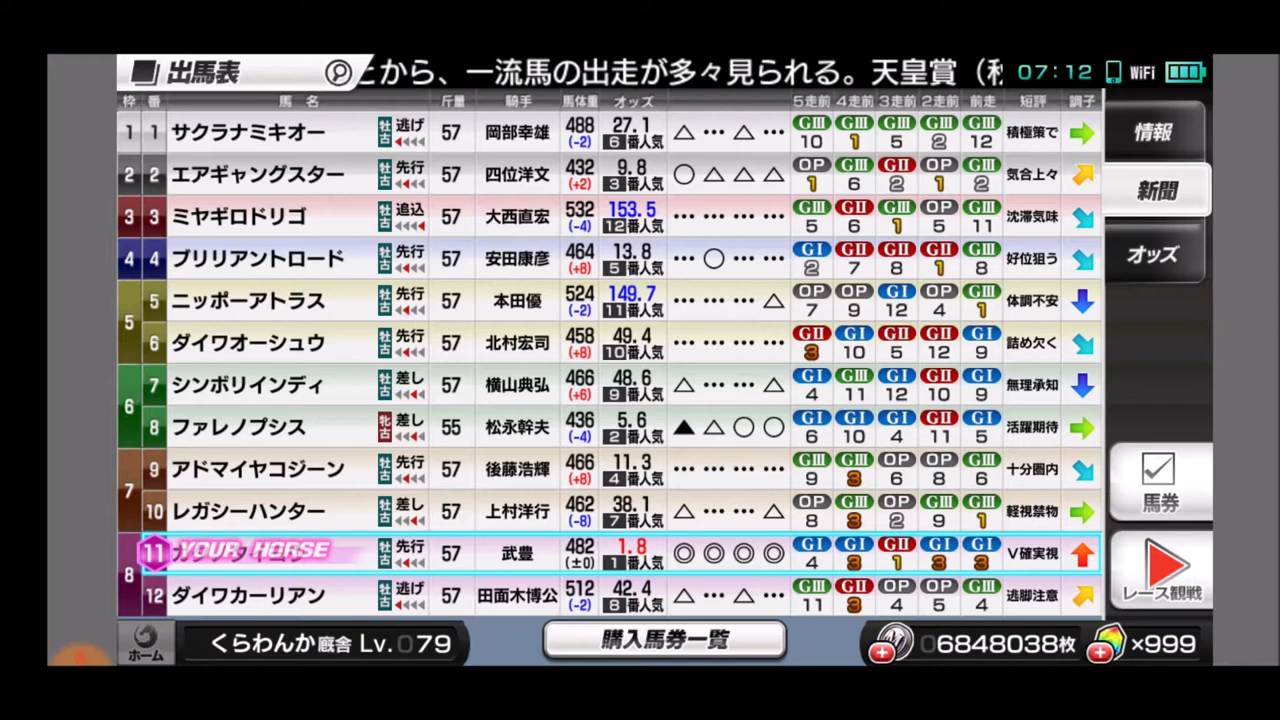 出馬表 とから、一流馬の出走が多々見られる。天皇賞（秋 07:12 WiFi
枠 番 馬 名 斤量 騎手 馬体重 オッズ 5走前 4走前 3走前 2走前 前走 短評 調子
1 1 サクラナミキオー 牡古 逃げ 57 岡部幸雄 488 (-2) 27.1 6番人気 △ … △ … GIII 10 GIII 1 GIII 5 GIII 2 GIII 12 積極策で
2 2 エアギャングスター 牡古 先行 57 四位洋文 432 (+2) 9.8 3番人気 ○ △ △ △ OP 1 GIII 6 GII 2 OP 1 GIII 2 気合上々
3 3 ミヤギロドリゴ 牡古 追込 57 大西直宏 532 (-4) 153.5 12番人気 … … … … GIII 5 GII 6 GIII 1 OP 5 GIII 11 沈滞気味
4 4 ブリリアントロード 牡古 先行 57 安田康彦 464 (+8) 13.8 5番人気 … ○ … … GI 2 GII 7 GII 8 GII 1 GIII 8 好位狙う
5 5 ニッポーアトラス 牡古 先行 57 本田優 524 (-2) 149.7 11番人気 … … … △ OP 7 OP 9 GI 12 OP 4 GIII 1 体調不安
6 ダイワオーシュウ 牡古 先行 57 北村宏司 458 (+8) 49.4 10番人気 … … … … GII 3 GI 10 GII 5 GII 12 GI 9 詰め欠く
6 7 シンボリインディ 牡古 差し 57 横山典弘 466 (+6) 48.6 9番人気 △ … … △ GI 4 GIII 11 GI 12 GII 10 GI 9 無理承知
8 ファレノプシス 牝古 差し 55 松永幹夫 436 (-4) 5.6 2番人気 ▲ △ ○ ○ GI 6 GI 10 GI 4 GII 11 GI 5 活躍期待
7 9 アドマイヤコジーン 牡古 先行 57 後藤浩輝 466 (+8) 11.3 4番人気 … … … … GIII 9 GIII 3 OP 6 OP 8 GIII 6 十分圏内
10 レガシーハンター 牡古 差し 57 上村洋行 462 (-8) 38.1 7番人気 △ … … △ OP 8 GIII 3 OP 2 GIII 9 GIII 1 軽視禁物
8 11 YOUR HORSE 牡古 先行 57 武豊 482 (±0) 1.8 1番人気 ◎ ◎ ◎ ◎ GI 4 GI 3 GII 1 GI 3 GI 3 V確実視
12 ダイワカーリアン 牡古 逃げ 57 田面木博公 512 (-2) 42.4 8番人気 △ … △ … GIII 11 GII 3 OP 4 OP 5 GIII 4 逃脚注意
情報
新聞
オッズ
馬券
レース観戦
ホーム くらわんか厩舎 Lv.079 購入馬券一覧 06848038枚 ×999